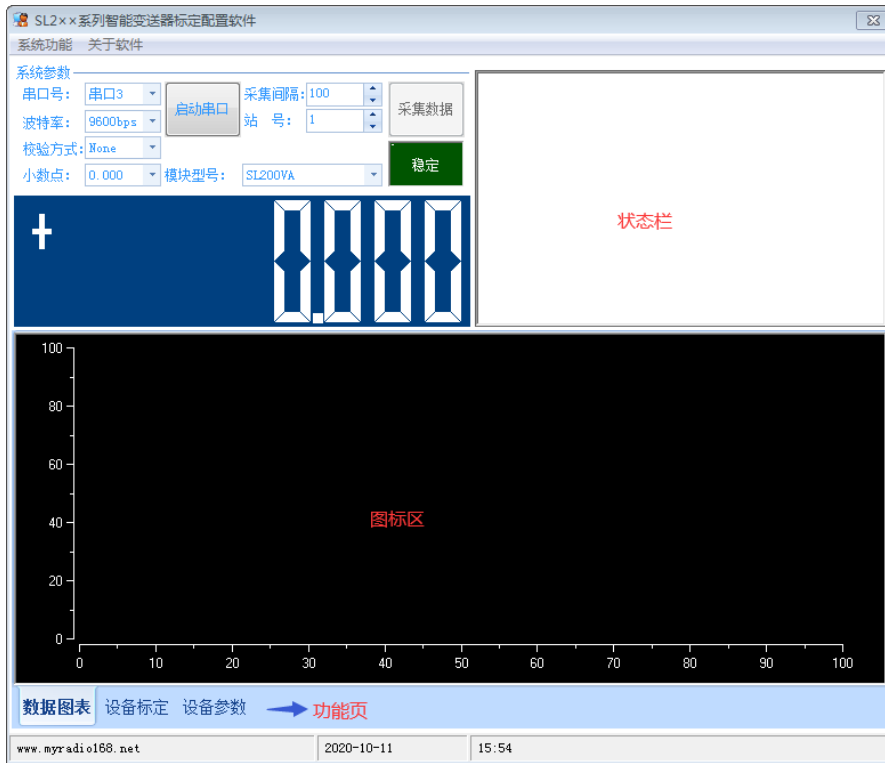 SL2××系列智能变送器标定配置软件
系统功能 关于软件
系统参数
串口号: 串口3 启动串口 采集间隔: 100 采集数据
波特率: 9600bps 站 号: 1
校验方式: None
小数点: 0.000 模块型号: SL200VA 稳定
+ 0.000
状态栏
100
80
60
40
20
0
图标区
0 10 20 30 40 50 60 70 80 90 100
数据图表 设备标定 设备参数 功能页
www.myradio168.net 2020-10-11 15:54